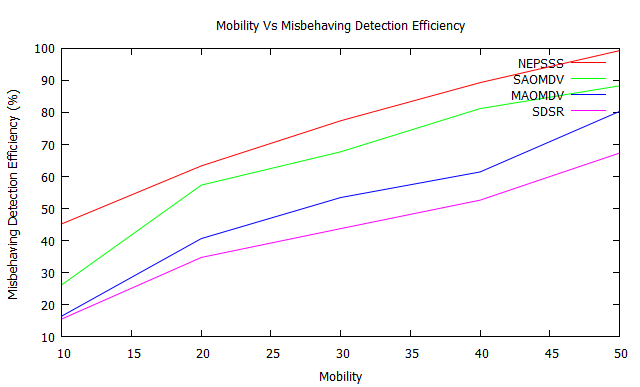 Mobility Vs Misbehaving Detection Efficiency
Misbehaving Detection Efficiency (%)
100
90
80
70
60
50
40
30
20
10
NEPSSS
SAOMDV
MAOMDV
SDSR
10 15 20 25 30 35 40 45 50
Mobility